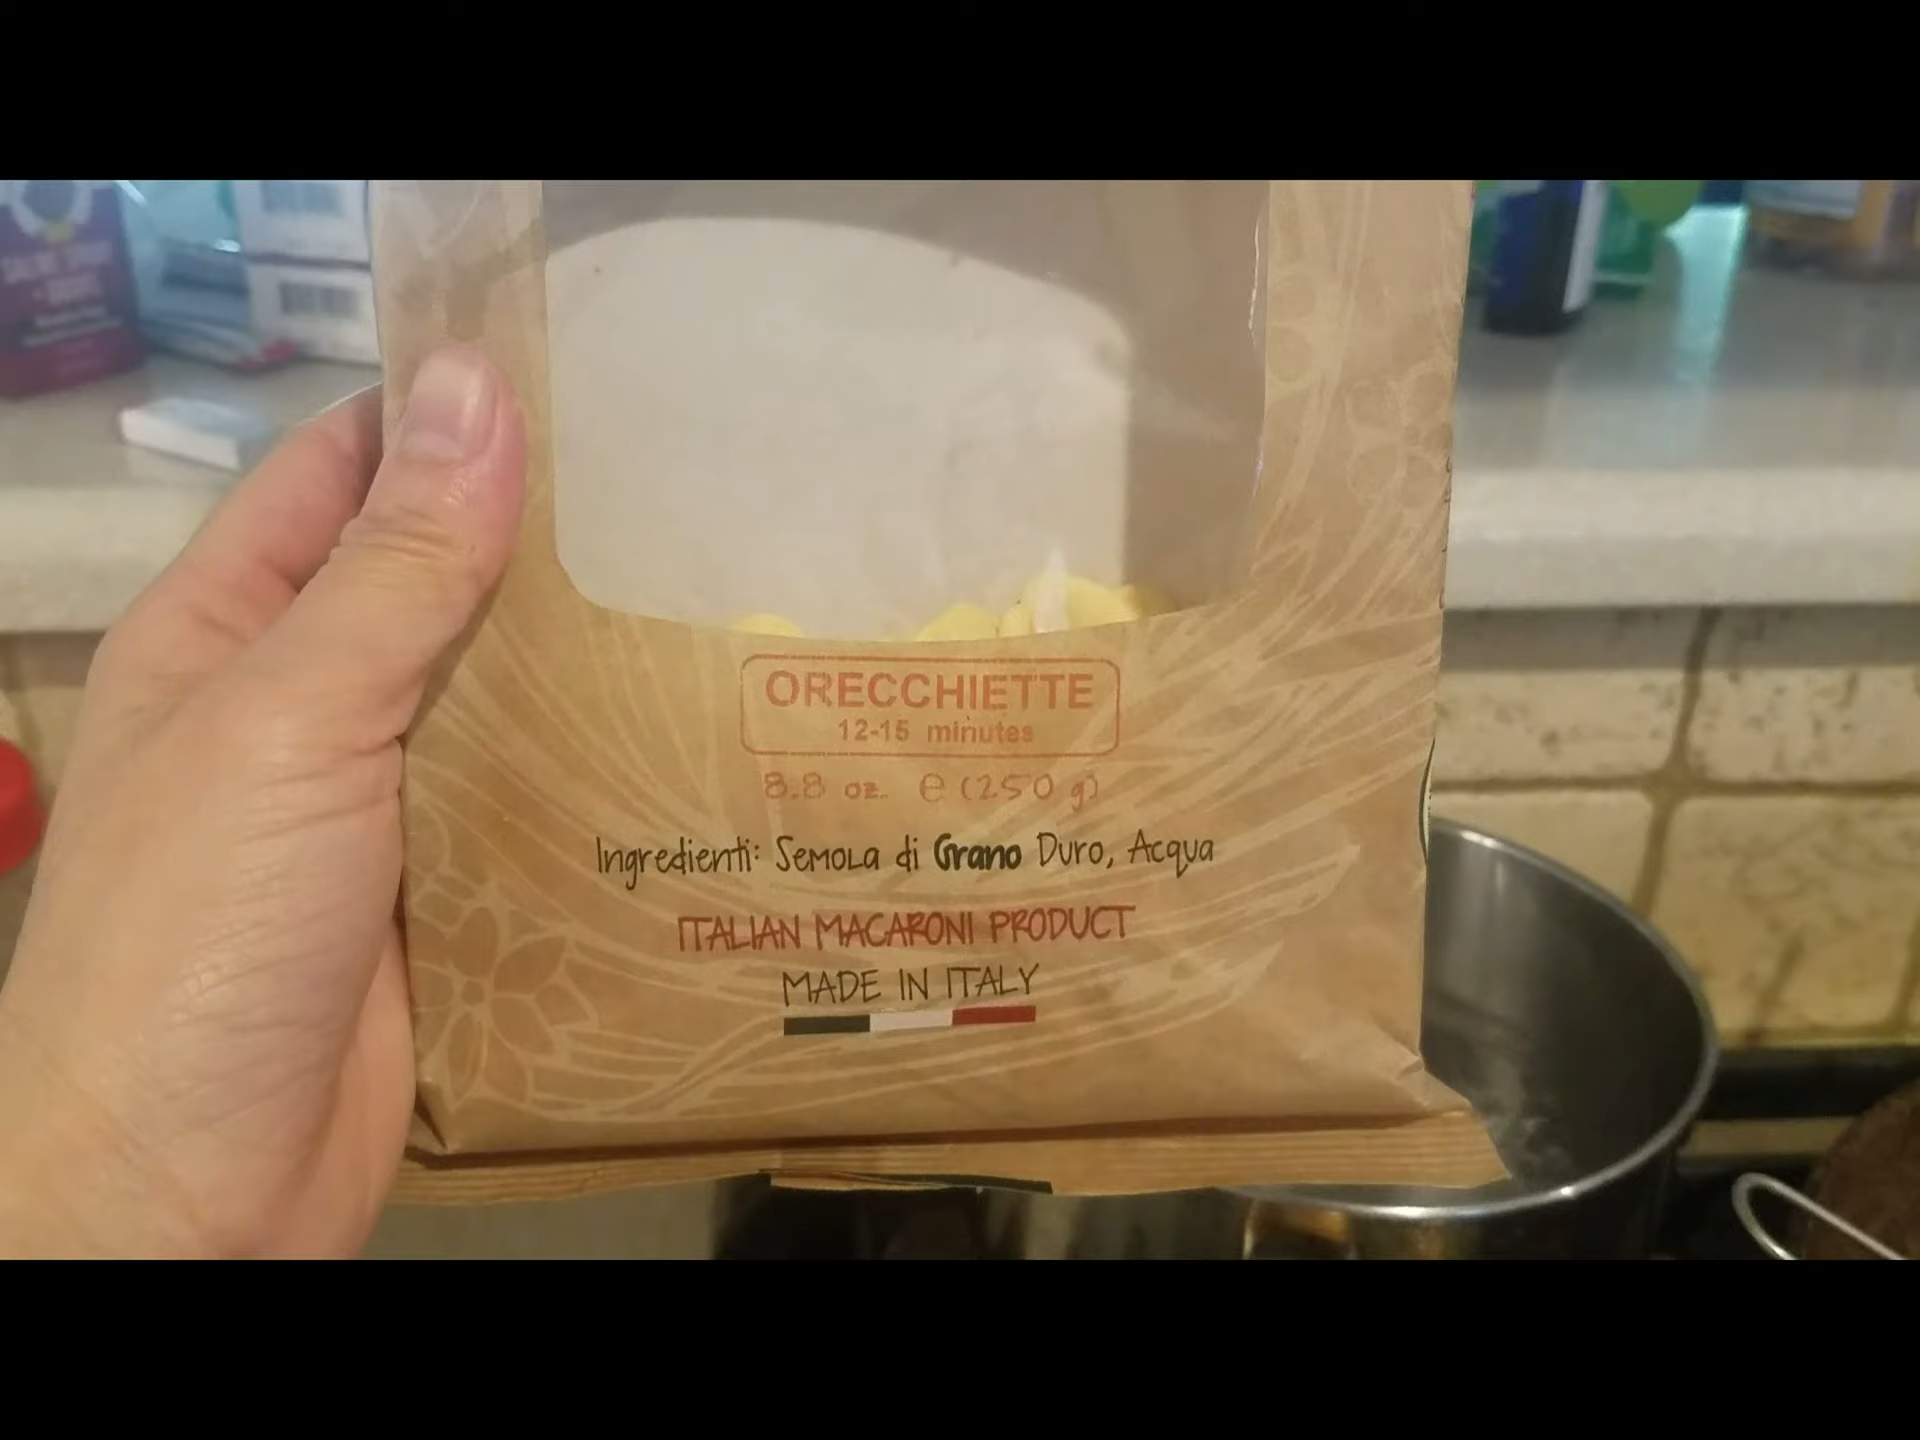 ORECCHIETTE
12-15 minutes
8.8 oz. e (250 g)
Ingredienti: Semola di Grano Duro, Acqua
ITALIAN MACARONI PRODUCT
MADE IN ITALY